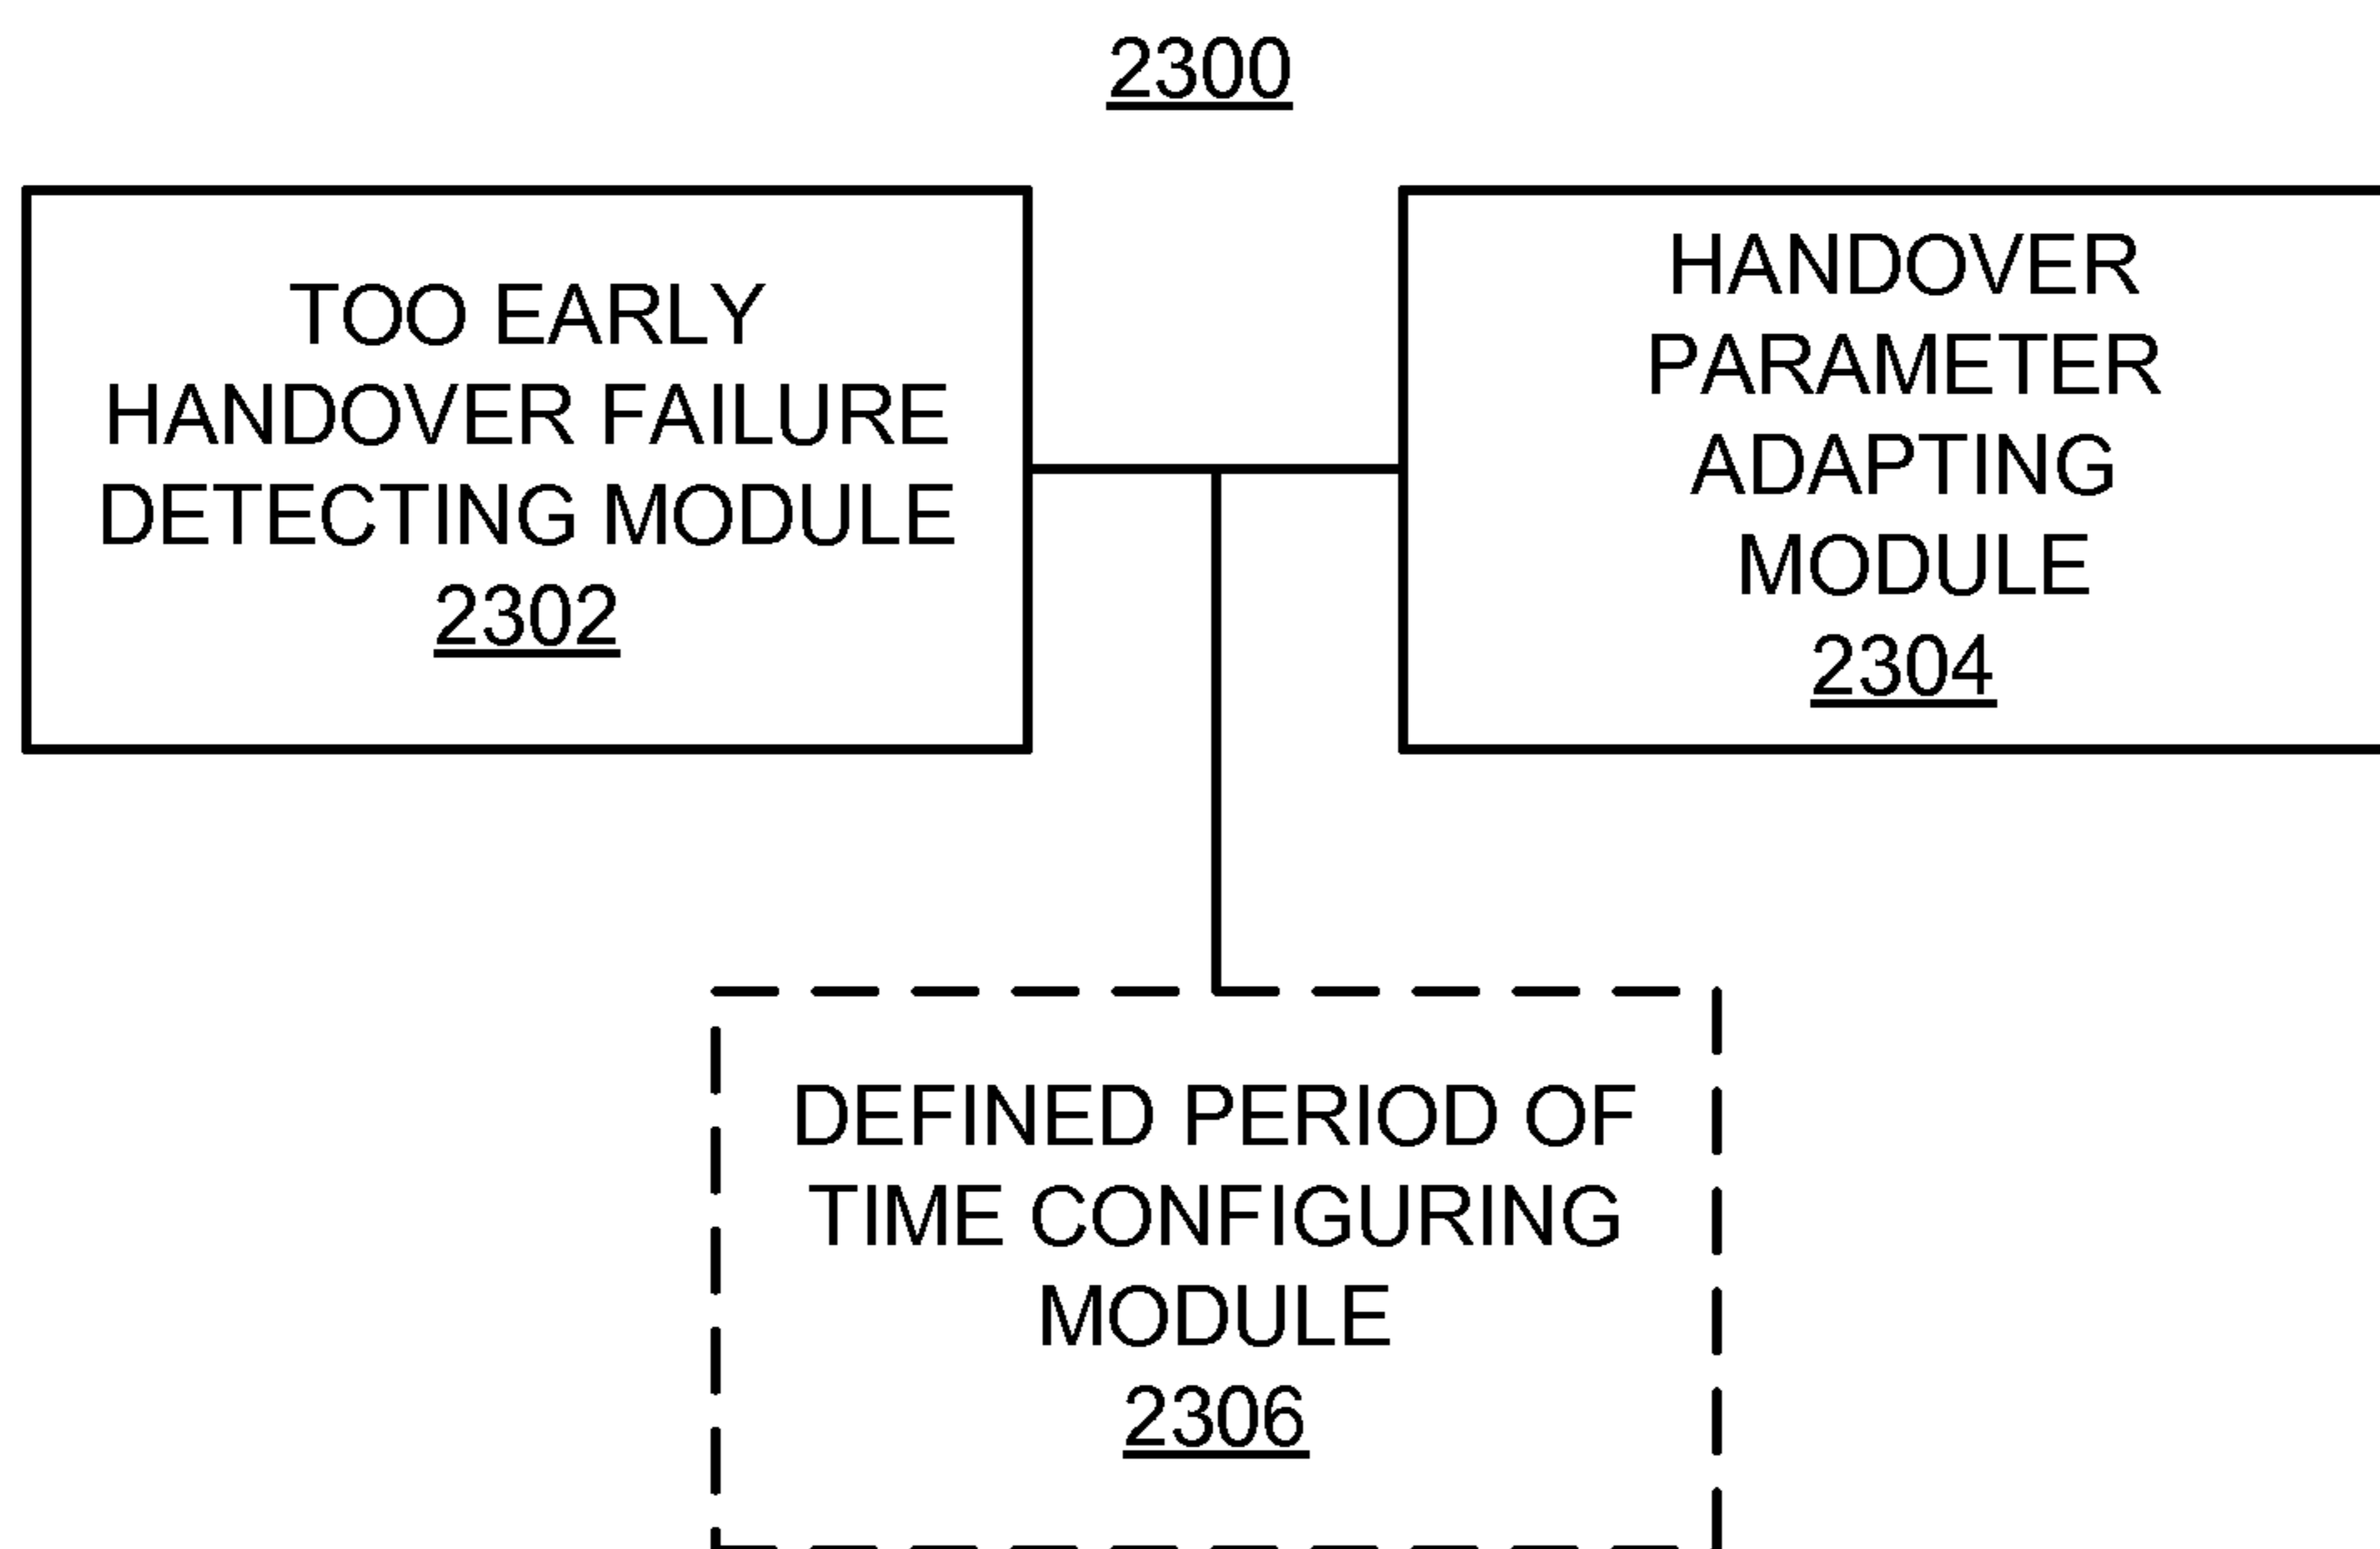 2300
TOO EARLY
HANDOVER FAILURE
DETECTING MODULE
2302
HANDOVER
PARAMETER
ADAPTING
MODULE
2304
DEFINED PERIOD OF
TIME CONFIGURING
MODULE
2306